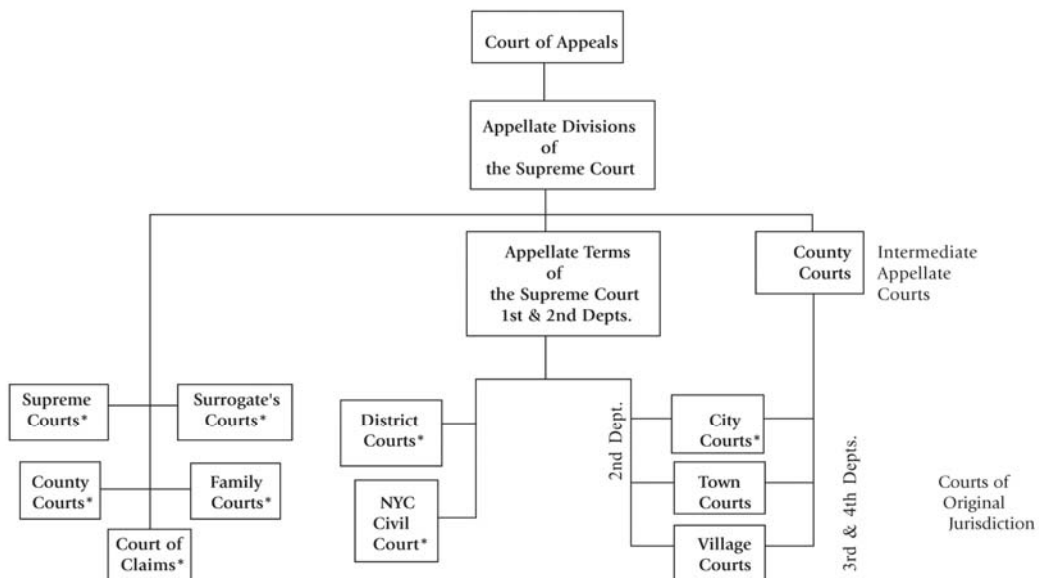 Court of Appeals
Appellate Divisions
of
the Supreme Court
Appellate Terms
of
the Supreme Court
1st & 2nd Depts.
County
Courts
Intermediate
Appellate
Courts
Supreme
Courts*
Surrogate's
Courts*
County
Courts*
Family
Courts*
Court of
Claims*
District
Courts*
NYC
Civil
Court*
2nd Dept.
City
Courts*
Town
Courts
Village
Courts
3rd & 4th Depts.
Courts of
Original
Jurisdiction